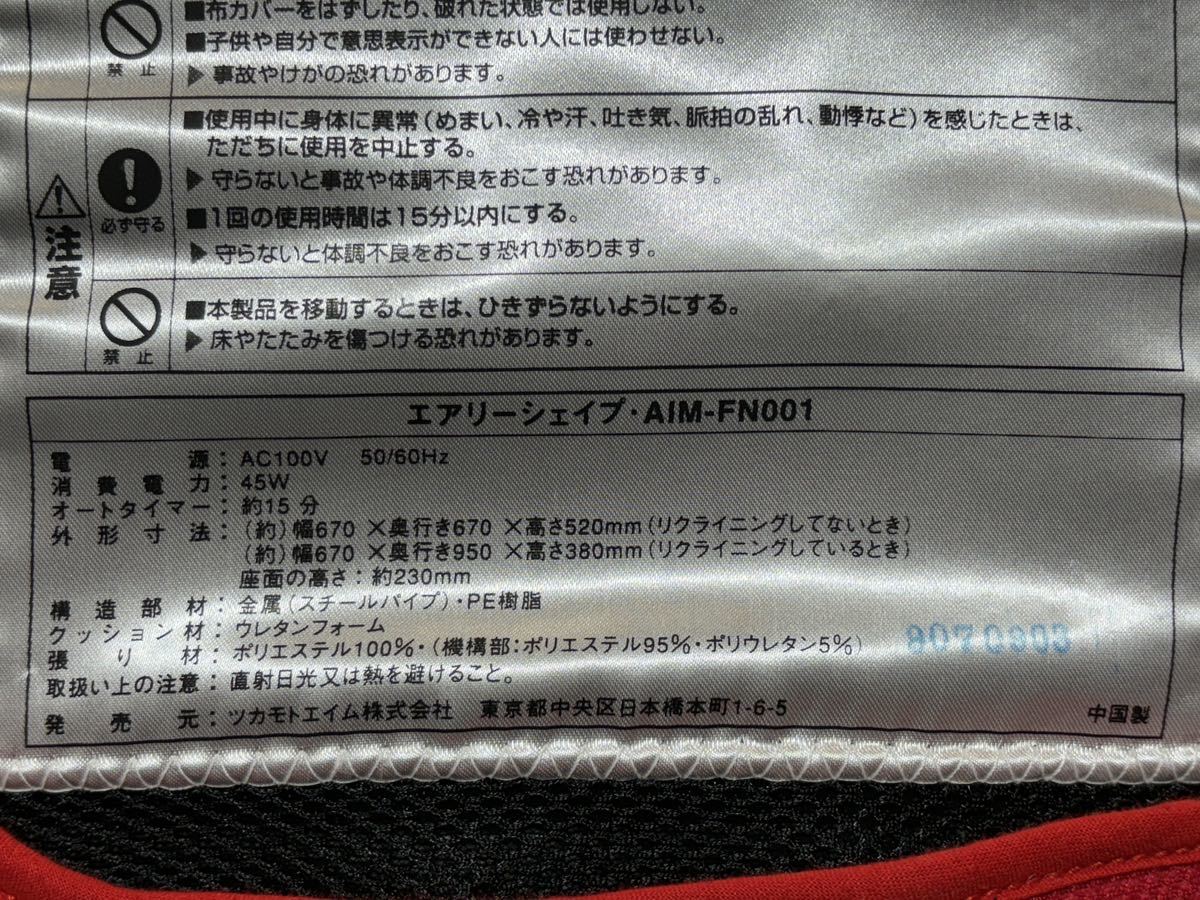 ■布カバーをはずしたり、破れた状態では使用しない。
■子供や自分で意思表示ができない人には使わせない。
禁 止
▶事故やけがの恐れがあります。
■使用中に身体に異常(めまい、冷や汗、吐き気、脈拍の乱れ、動悸など)を感じたときは、
ただちに使用を中止する。
▶守らないと事故や体調不良をおこす恐れがあります。
必ず守る
■1回の使用時間は15分以内にする。
▶守らないと体調不良をおこす恐れがあります。
注意
■本製品を移動するときは、ひきずらないようにする。
▶床やたたみを傷つける恐れがあります。
禁 止
エアリーシェイプ・AIM-FN001
電源:AC100V 50/60Hz
消費電力:45W
オートタイマー:約15分
外形寸法:(約)幅670×奥行き670×高さ520mm(リクライニングしてないとき)
(約)幅670×奥行き950×高さ380mm(リクライニングしているとき)
座面の高さ:約230mm
構造部材:金属(スチールパイプ)・PE樹脂
クッション材:ウレタンフォーム
張り材:ポリエステル100%・(機構部:ポリエステル95%・ポリウレタン5%)
9070303
取扱い上の注意:直射日光又は熱を避けること。
発売元:ツカモトエイム株式会社 東京都中央区日本橋本町1-6-5
中国製